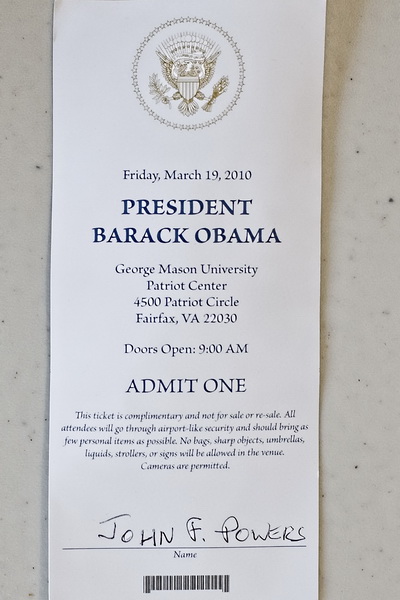 Friday, March 19, 2010
PRESIDENT
BARACK OBAMA
George Mason University
Patriot Center
4500 Patriot Circle
Fairfax, VA 22030
Doors Open: 9:00 AM
ADMIT ONE
This ticket is complimentary and not for sale or re-sale. All
attendees will go through airport-like security and should bring as
few personal items as possible. No bags, sharp objects, umbrellas,
liquids, strollers, or signs will be allowed in the venue.
Cameras are permitted.
JOHN F. POWERS
Name